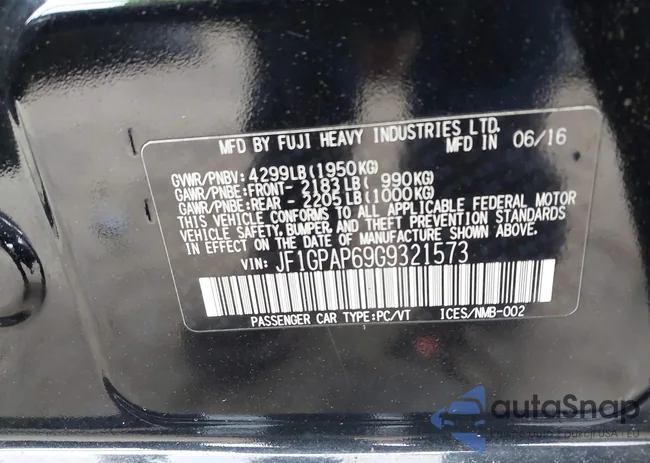 MFD BY FUJI HEAVY INDUSTRIES LTD.
MFD IN 06/16
GVWR/PNBV: 4299LB(1950KG)
GAWR/PNBE:FRONT- 2183LB( 990KG)
GAWR/PNBE:REAR - 2205LB(1000KG)
THIS VEHICLE CONFORMS TO ALL APPLICABLE FEDERAL MOTOR
VEHICLE SAFETY, BUMPER, AND THEFT PREVENTION STANDARDS
IN EFFECT ON THE DATE OF MANUFACTURE SHOWN ABOVE.
VIN: JF1GPAP69G9321573
PASSENGER CAR TYPE:PC/VT ICES/NMB-002
autoSnap